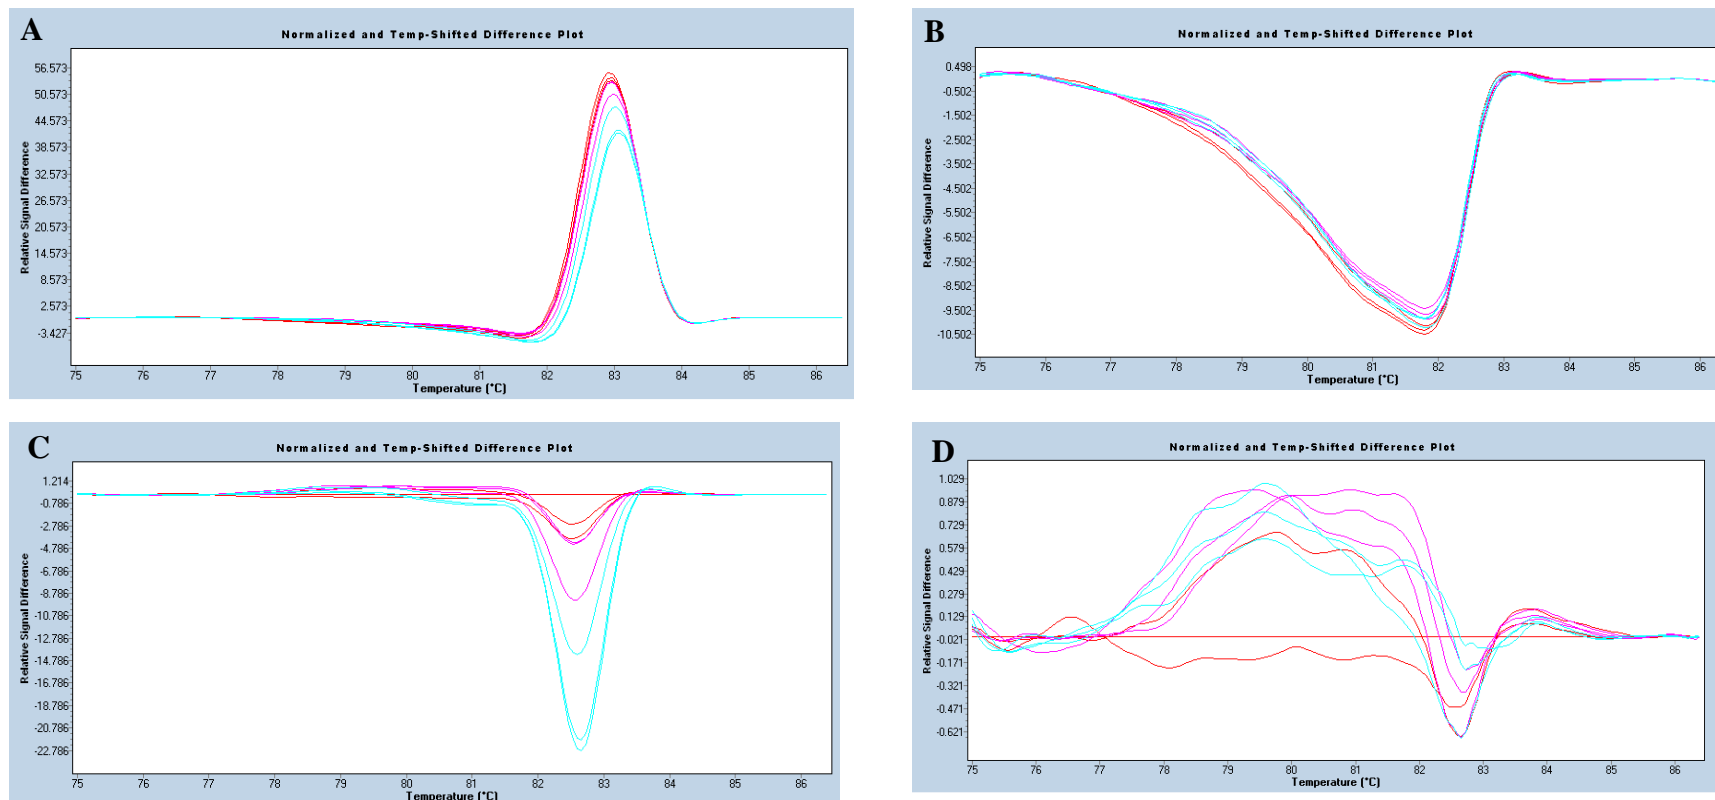 A
Normalized and Temp-Shifted Difference Plot
Relative Signal Difference
56.573
50.573
44.573
38.573
32.573
26.573
20.573
14.573
8.573
2.573
-3.427
75 76 77 78 79 80 81 82 83 84 85 86
Temperature (°C)
B
Normalized and Temp-Shifted Difference Plot
Relative Signal Difference
0.498
-0.502
-1.502
-2.502
-3.502
-4.502
-5.502
-6.502
-7.502
-8.502
-9.502
-10.502
75 76 77 78 79 80 81 82 83 84 85 86
Temperature (°C)
C
Normalized and Temp-Shifted Difference Plot
Relative Signal Difference
1.214
-0.786
-2.786
-4.786
-6.786
-8.786
-10.786
-12.786
-14.786
-16.786
-18.786
-20.786
-22.786
75 76 77 78 79 80 81 82 83 84 85 86
Temperature (°C)
D
Normalized and Temp-Shifted Difference Plot
Relative Signal Difference
1.029
0.879
0.729
0.579
0.429
0.279
0.129
-0.021
-0.171
-0.321
-0.471
-0.621
75 76 77 78 79 80 81 82 83 84 85 86
Temperature (°C)